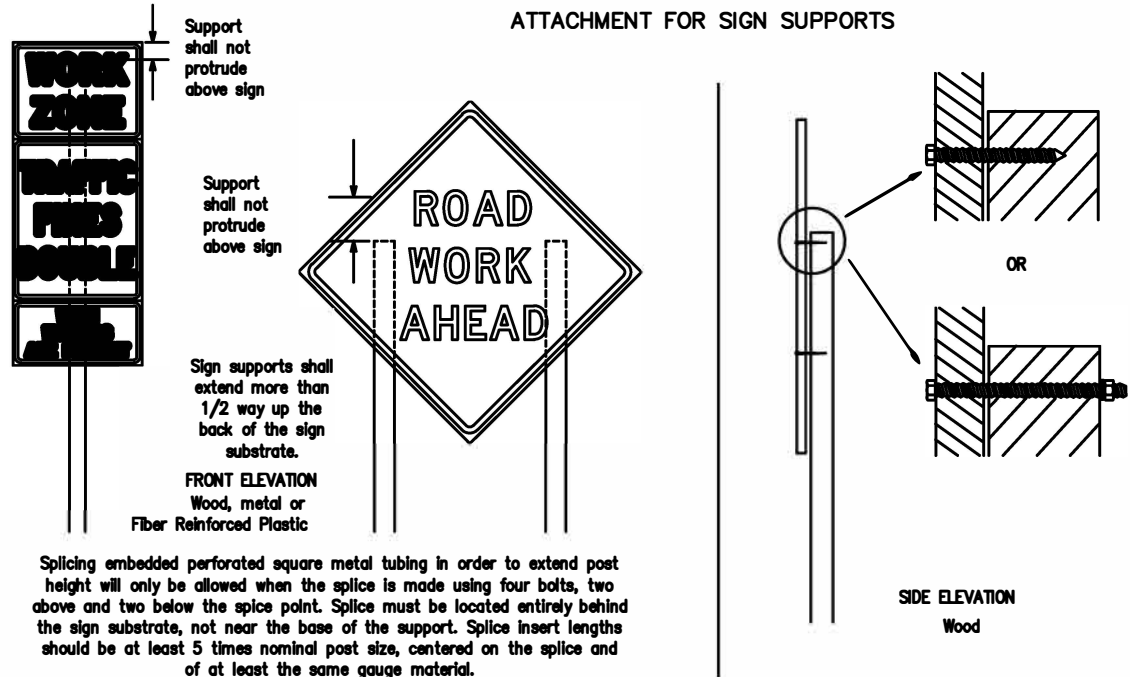 ATTACHMENT FOR SIGN SUPPORTS
Support
shall not
protrude
above sign
WORK
ZONE
TRAFFIC
FINES
DOUBLE
Support
shall not
protrude
above sign
ROAD
WORK
AHEAD
Sign supports shall
extend more than
1/2 way up the
back of the sign
substrate.
FRONT ELEVATION
Wood, metal or
Fiber Reinforced Plastic
Splicing embedded perforated square metal tubing in order to extend post
height will only be allowed when the splice is made using four bolts, two
above and two below the spice point. Splice must be located entirely behind
the sign substrate, not near the base of the support. Splice insert lengths
should be at least 5 times nominal post size, centered on the splice and
of at least the same gauge material.
OR
SIDE ELEVATION
Wood